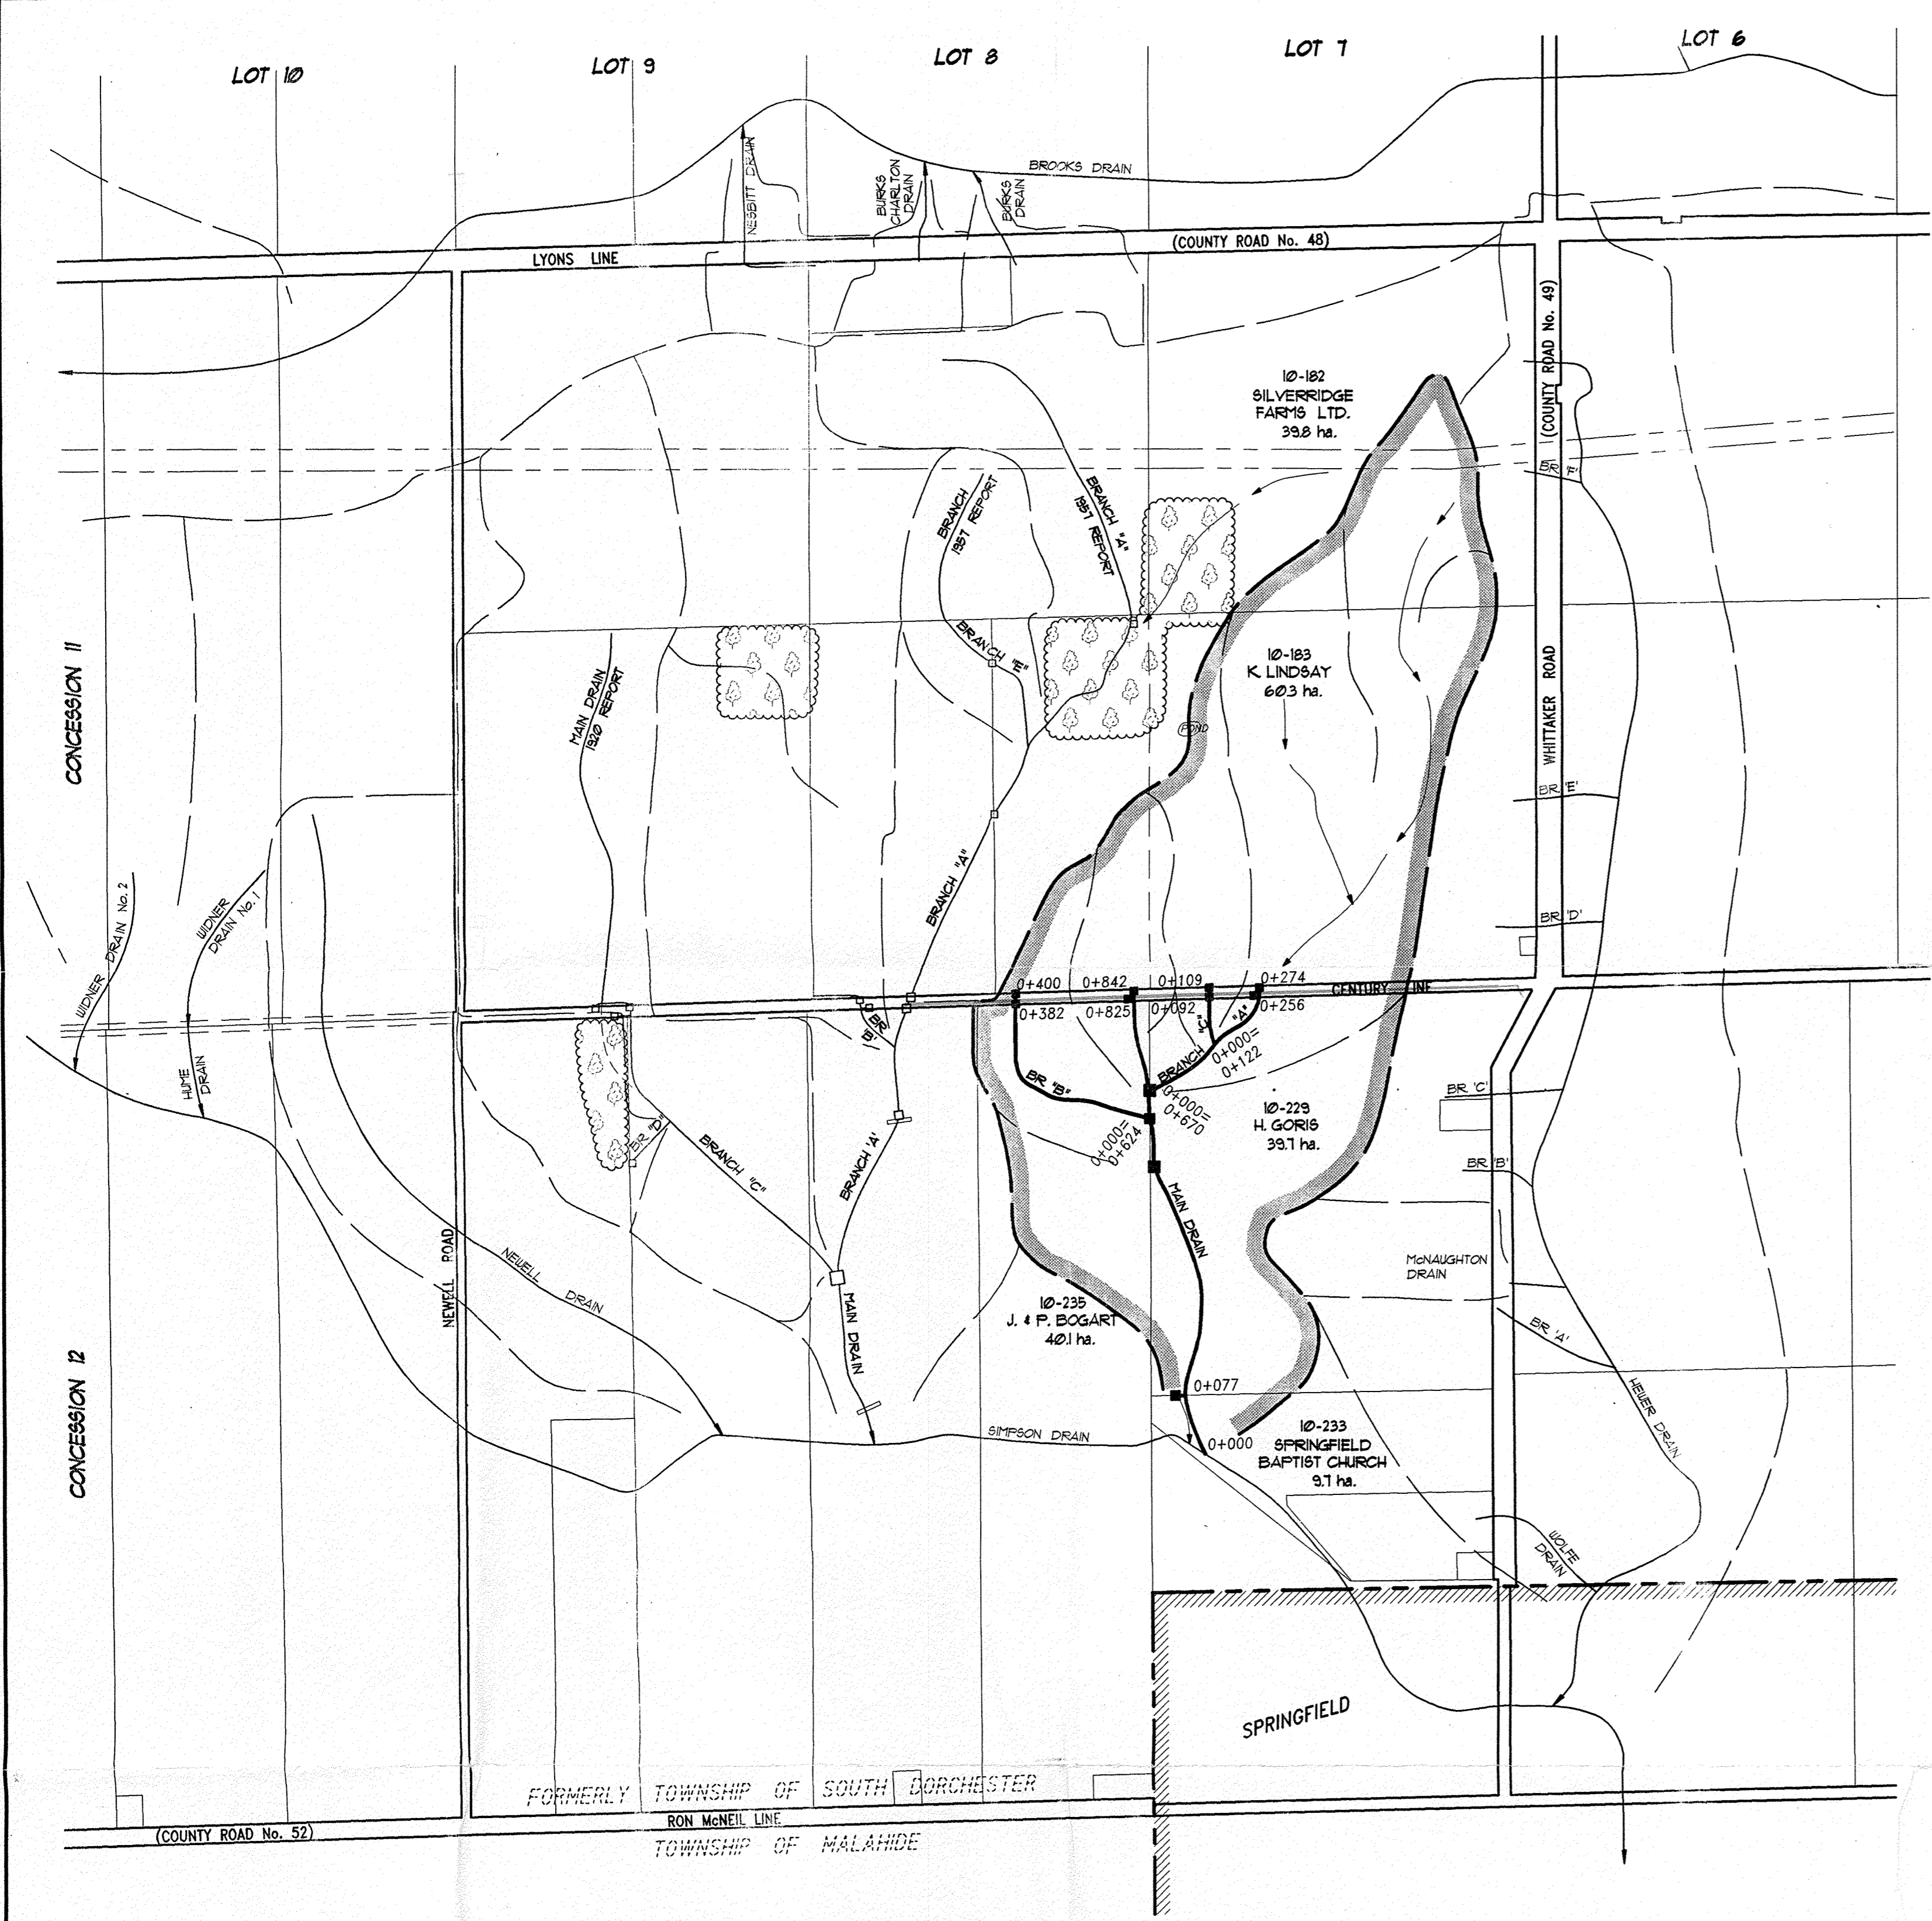 LOT 10
LOT 9
LOT 8
LOT 7
LOT 6
NESBITT DRAIN
BURKS
CHARLTON
DRAIN
BURKS
DRAIN
BROOKS DRAIN
LYONS LINE
(COUNTY ROAD No. 48)
(COUNTY ROAD No. 49)
10-182
SILVERRIDGE
FARMS LTD.
39.8 ha.
BR 'F'
BRANCH
1957 REPORT
BRANCH "A"
1957 REPORT
CONCESSION 11
MAIN DRAIN
1920 REPORT
BRANCH "E"
10-183
K. LINDSAY
60.3 ha.
POND
WHITTAKER ROAD
BR. 'E'
BRANCH "A"
WIDNER DRAIN No. 2
WIDNER
DRAIN No. 1
BR. 'D'
0+400
0+842
0+109
0+274
CENTURY LINE
0+382
0+825
0+092
0+256
BR.
'B'
"C"
"A"
BRANCH
0+000=
0+122
HUME
DRAIN
BR. "B"
0+000=
0+670
0+000=
0+624
10-229
H. GORIS
39.7 ha.
BR. 'C'
BR "D"
BRANCH "C"
BRANCH 'A'
BR. 'B'
MAIN DRAIN
NEWELL ROAD
NEWELL DRAIN
McNAUGHTON
DRAIN
MAIN DRAIN
10-235
J. & P. BOGART
40.1 ha.
BR. 'A'
CONCESSION 12
0+077
HEWER DRAIN
SIMPSON DRAIN
0+000
10-233
SPRINGFIELD
BAPTIST CHURCH
9.7 ha.
WOLFE
DRAIN
SPRINGFIELD
FORMERLY TOWNSHIP OF SOUTH DORCHESTER
RON McNEIL LINE
(COUNTY ROAD No. 52)
TOWNSHIP OF MALAHIDE